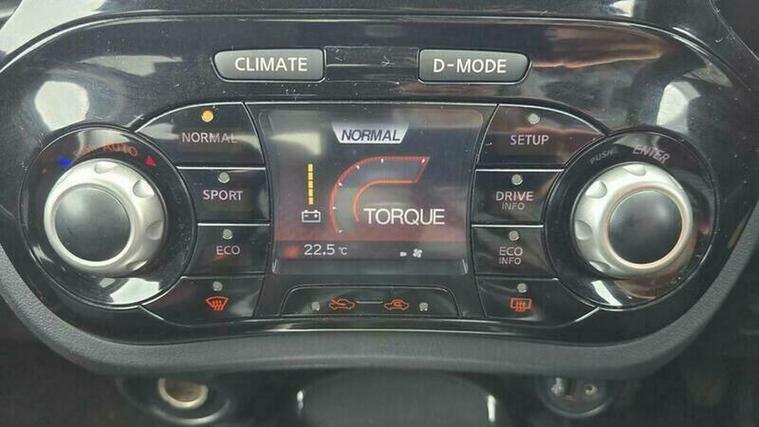 CLIMATE
D-MODE
NORMAL
SPORT
ECO
AUTO
NORMAL
TORQUE
22.5 °C
SETUP
DRIVE
INFO
ECO
INFO
PUSH
ENTER